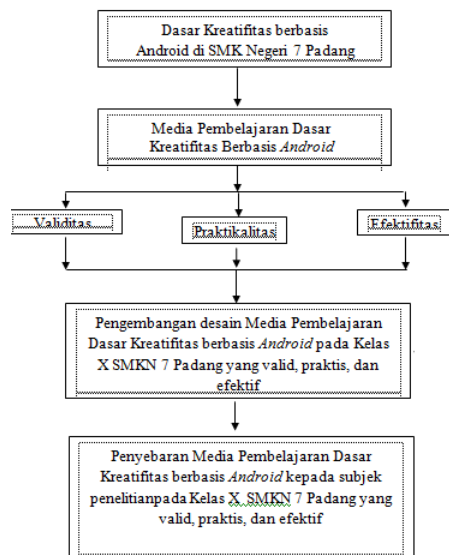 Dasar Kreatifitas berbasis
Android di SMK Negeri 7 Padang
Media Pembelajaran Dasar
Kreatifitas Berbasis Android
Validitas
Praktikalitas
Efektifitas
Pengembangan desain Media Pembelajaran
Dasar Kreatifitas berbasis Android pada Kelas
X SMKN 7 Padang yang valid, praktis, dan
efektif
Penyebaran Media Pembelajaran Dasar
Kreatifitas berbasis Android kepada subjek
penelitianpada Kelas X SMKN 7 Padang yang
valid, praktis, dan efektif